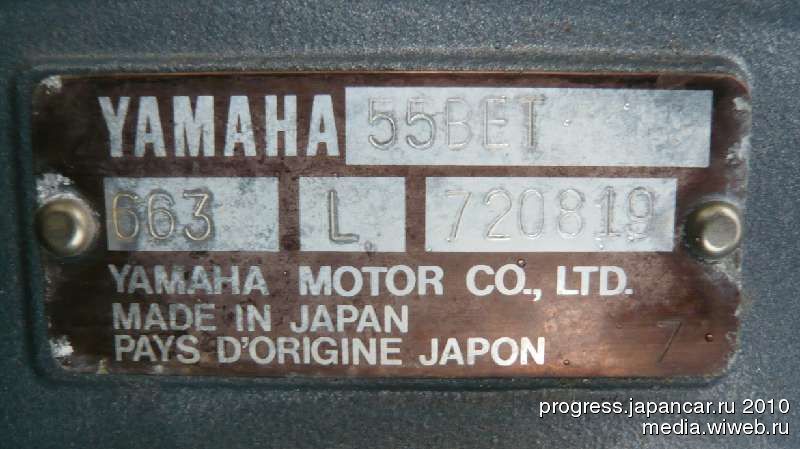 YAMAHA 55BET
663 L 720819
YAMAHA MOTOR CO., LTD.
MADE IN JAPAN
PAYS D'ORIGINE JAPON 7
progress.japancar.ru 2010
media.wiweb.ru